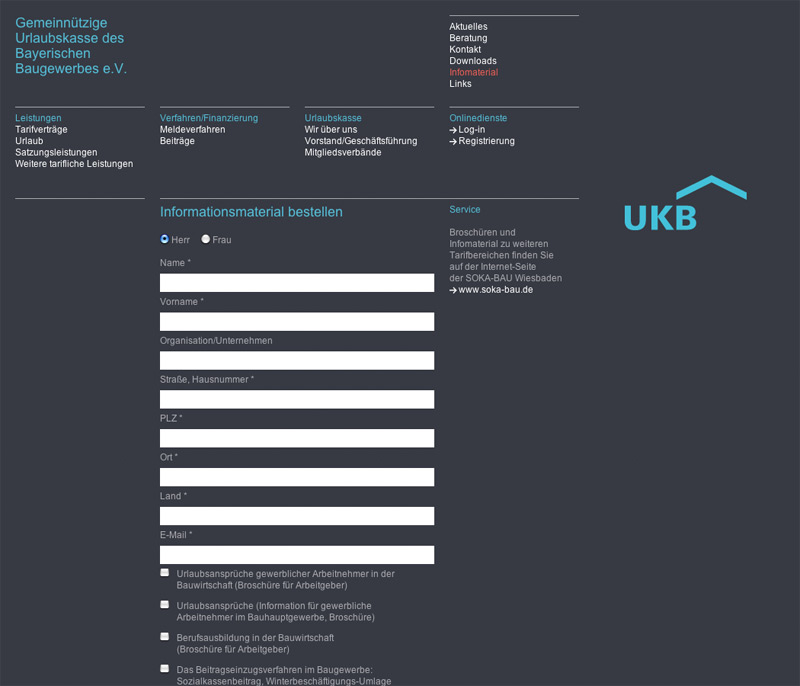 Gemeinnützige
Urlaubskasse des
Bayerischen
Baugewerbes e.V.
Aktuelles
Beratung
Kontakt
Downloads
Infomaterial
Links
Leistungen
Tarifverträge
Urlaub
Satzungsleistungen
Weitere tarifliche Leistungen
Verfahren/Finanzierung
Meldeverfahren
Beiträge
Urlaubskasse
Wir über uns
Vorstand/Geschäftsführung
Mitgliedsverbände
Onlinedienste
Log-in
Registrierung
UKB
Informationsmaterial bestellen
Herr Frau
Name *
Vorname *
Organisation/Unternehmen
Straße, Hausnummer *
PLZ *
Ort *
Land *
E-Mail *
Urlaubsansprüche gewerblicher Arbeitnehmer in der
Bauwirtschaft (Broschüre für Arbeitgeber)
Urlaubsansprüche (Information für gewerbliche
Arbeitnehmer im Bauhauptgewerbe, Broschüre)
Berufsausbildung in der Bauwirtschaft
(Broschüre für Arbeitgeber)
Das Beitragseinzugsverfahren im Baugewerbe:
Sozialkassenbeitrag, Winterbeschäftigungs-Umlage
Service
Broschüren und
Infomaterial zu weiteren
Tarifbereichen finden Sie
auf der Internet-Seite
der SOKA-BAU Wiesbaden
www.soka-bau.de